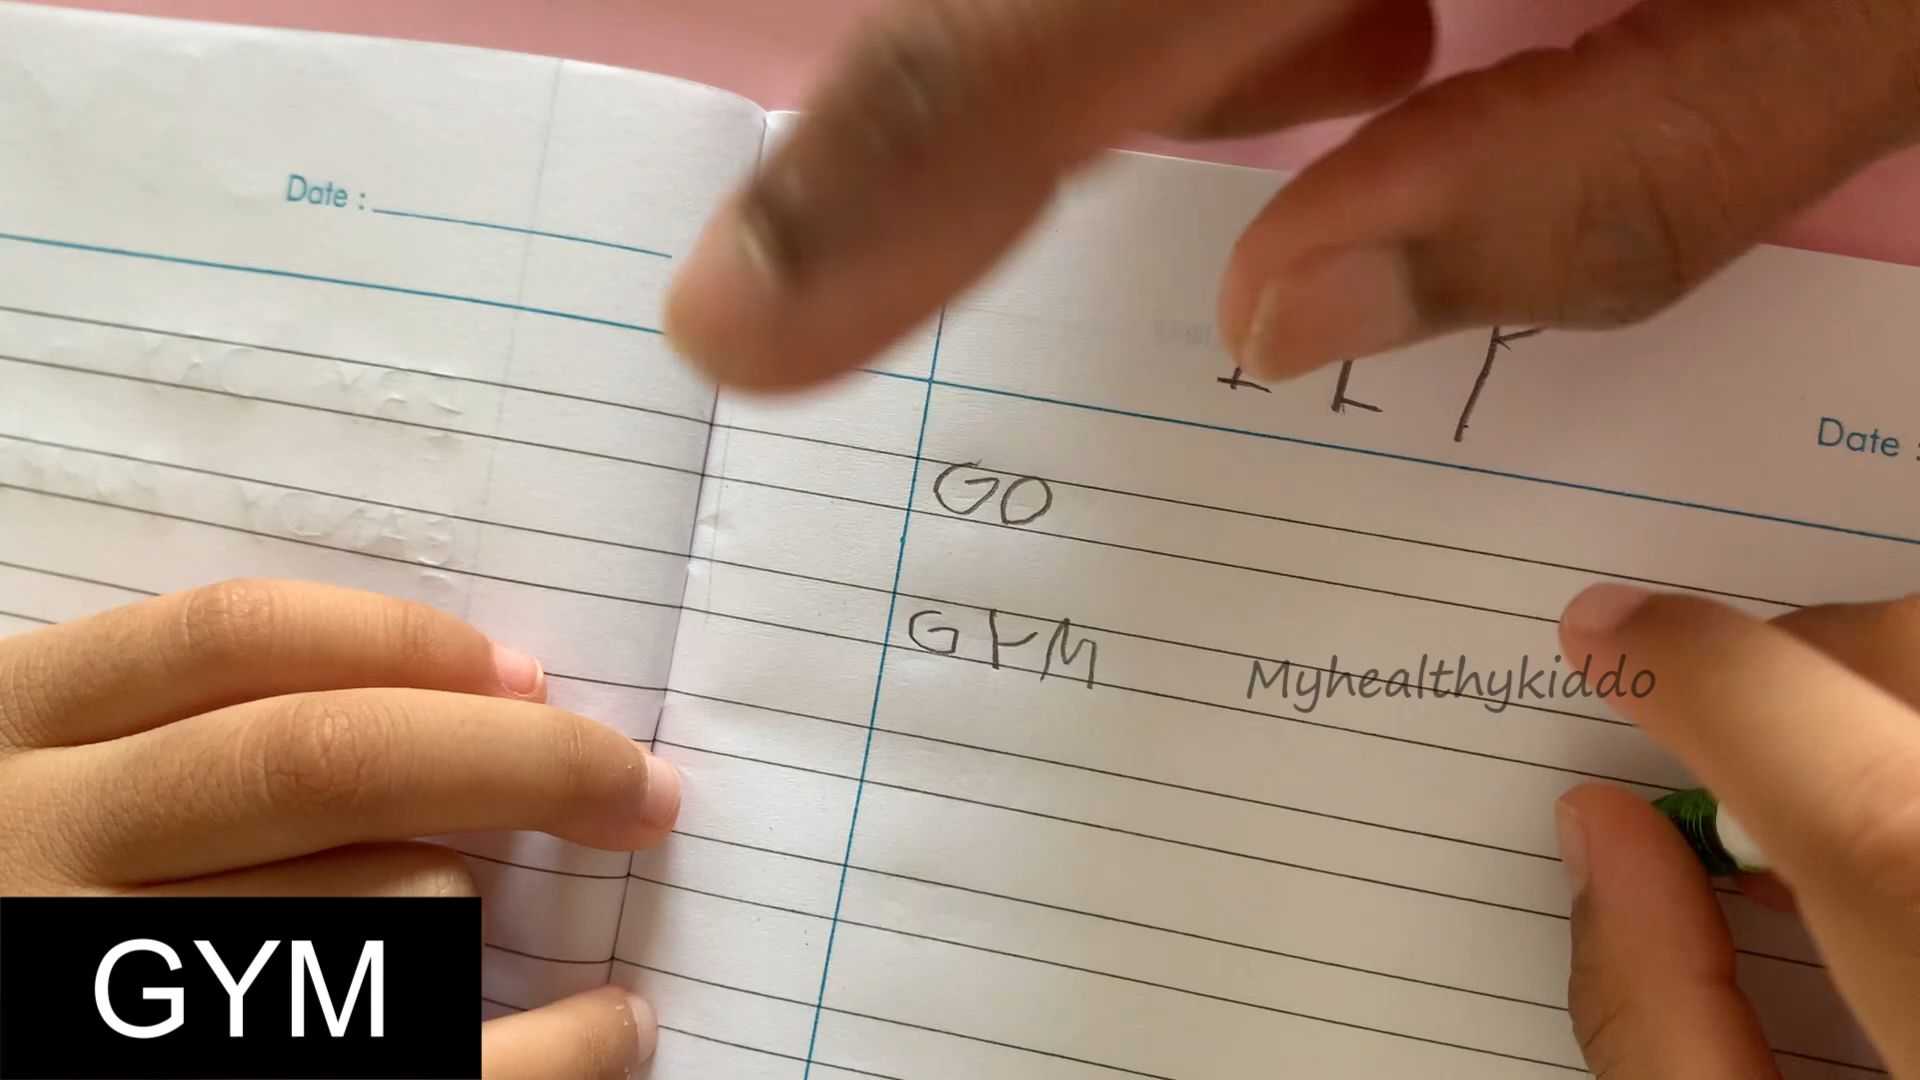 Date :
Date :
GO
GYM
Myhealthykiddo
GYM